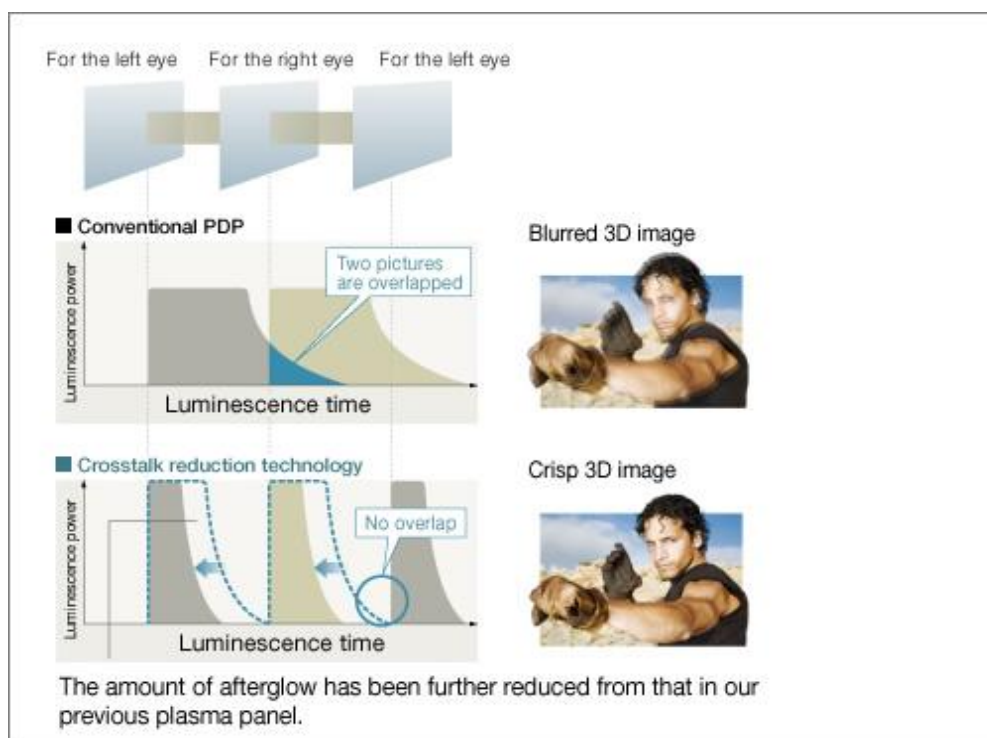 For the left eye
For the right eye
For the left eye
Conventional PDP
Luminescence power
Two pictures
are overlapped
Luminescence time
Blurred 3D image
Crosstalk reduction technology
Luminescence power
No overlap
Luminescence time
Crisp 3D image
The amount of afterglow has been further reduced from that in our
previous plasma panel.